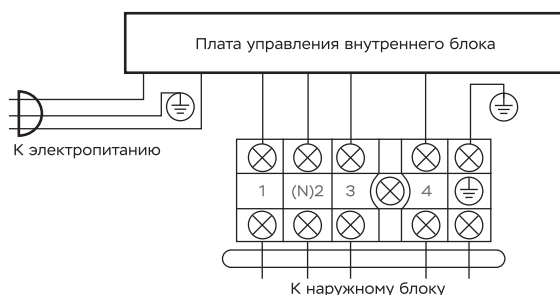 Плата управления внутреннего блока
К электропитанию
1 (N)2 3 4
К наружному блоку